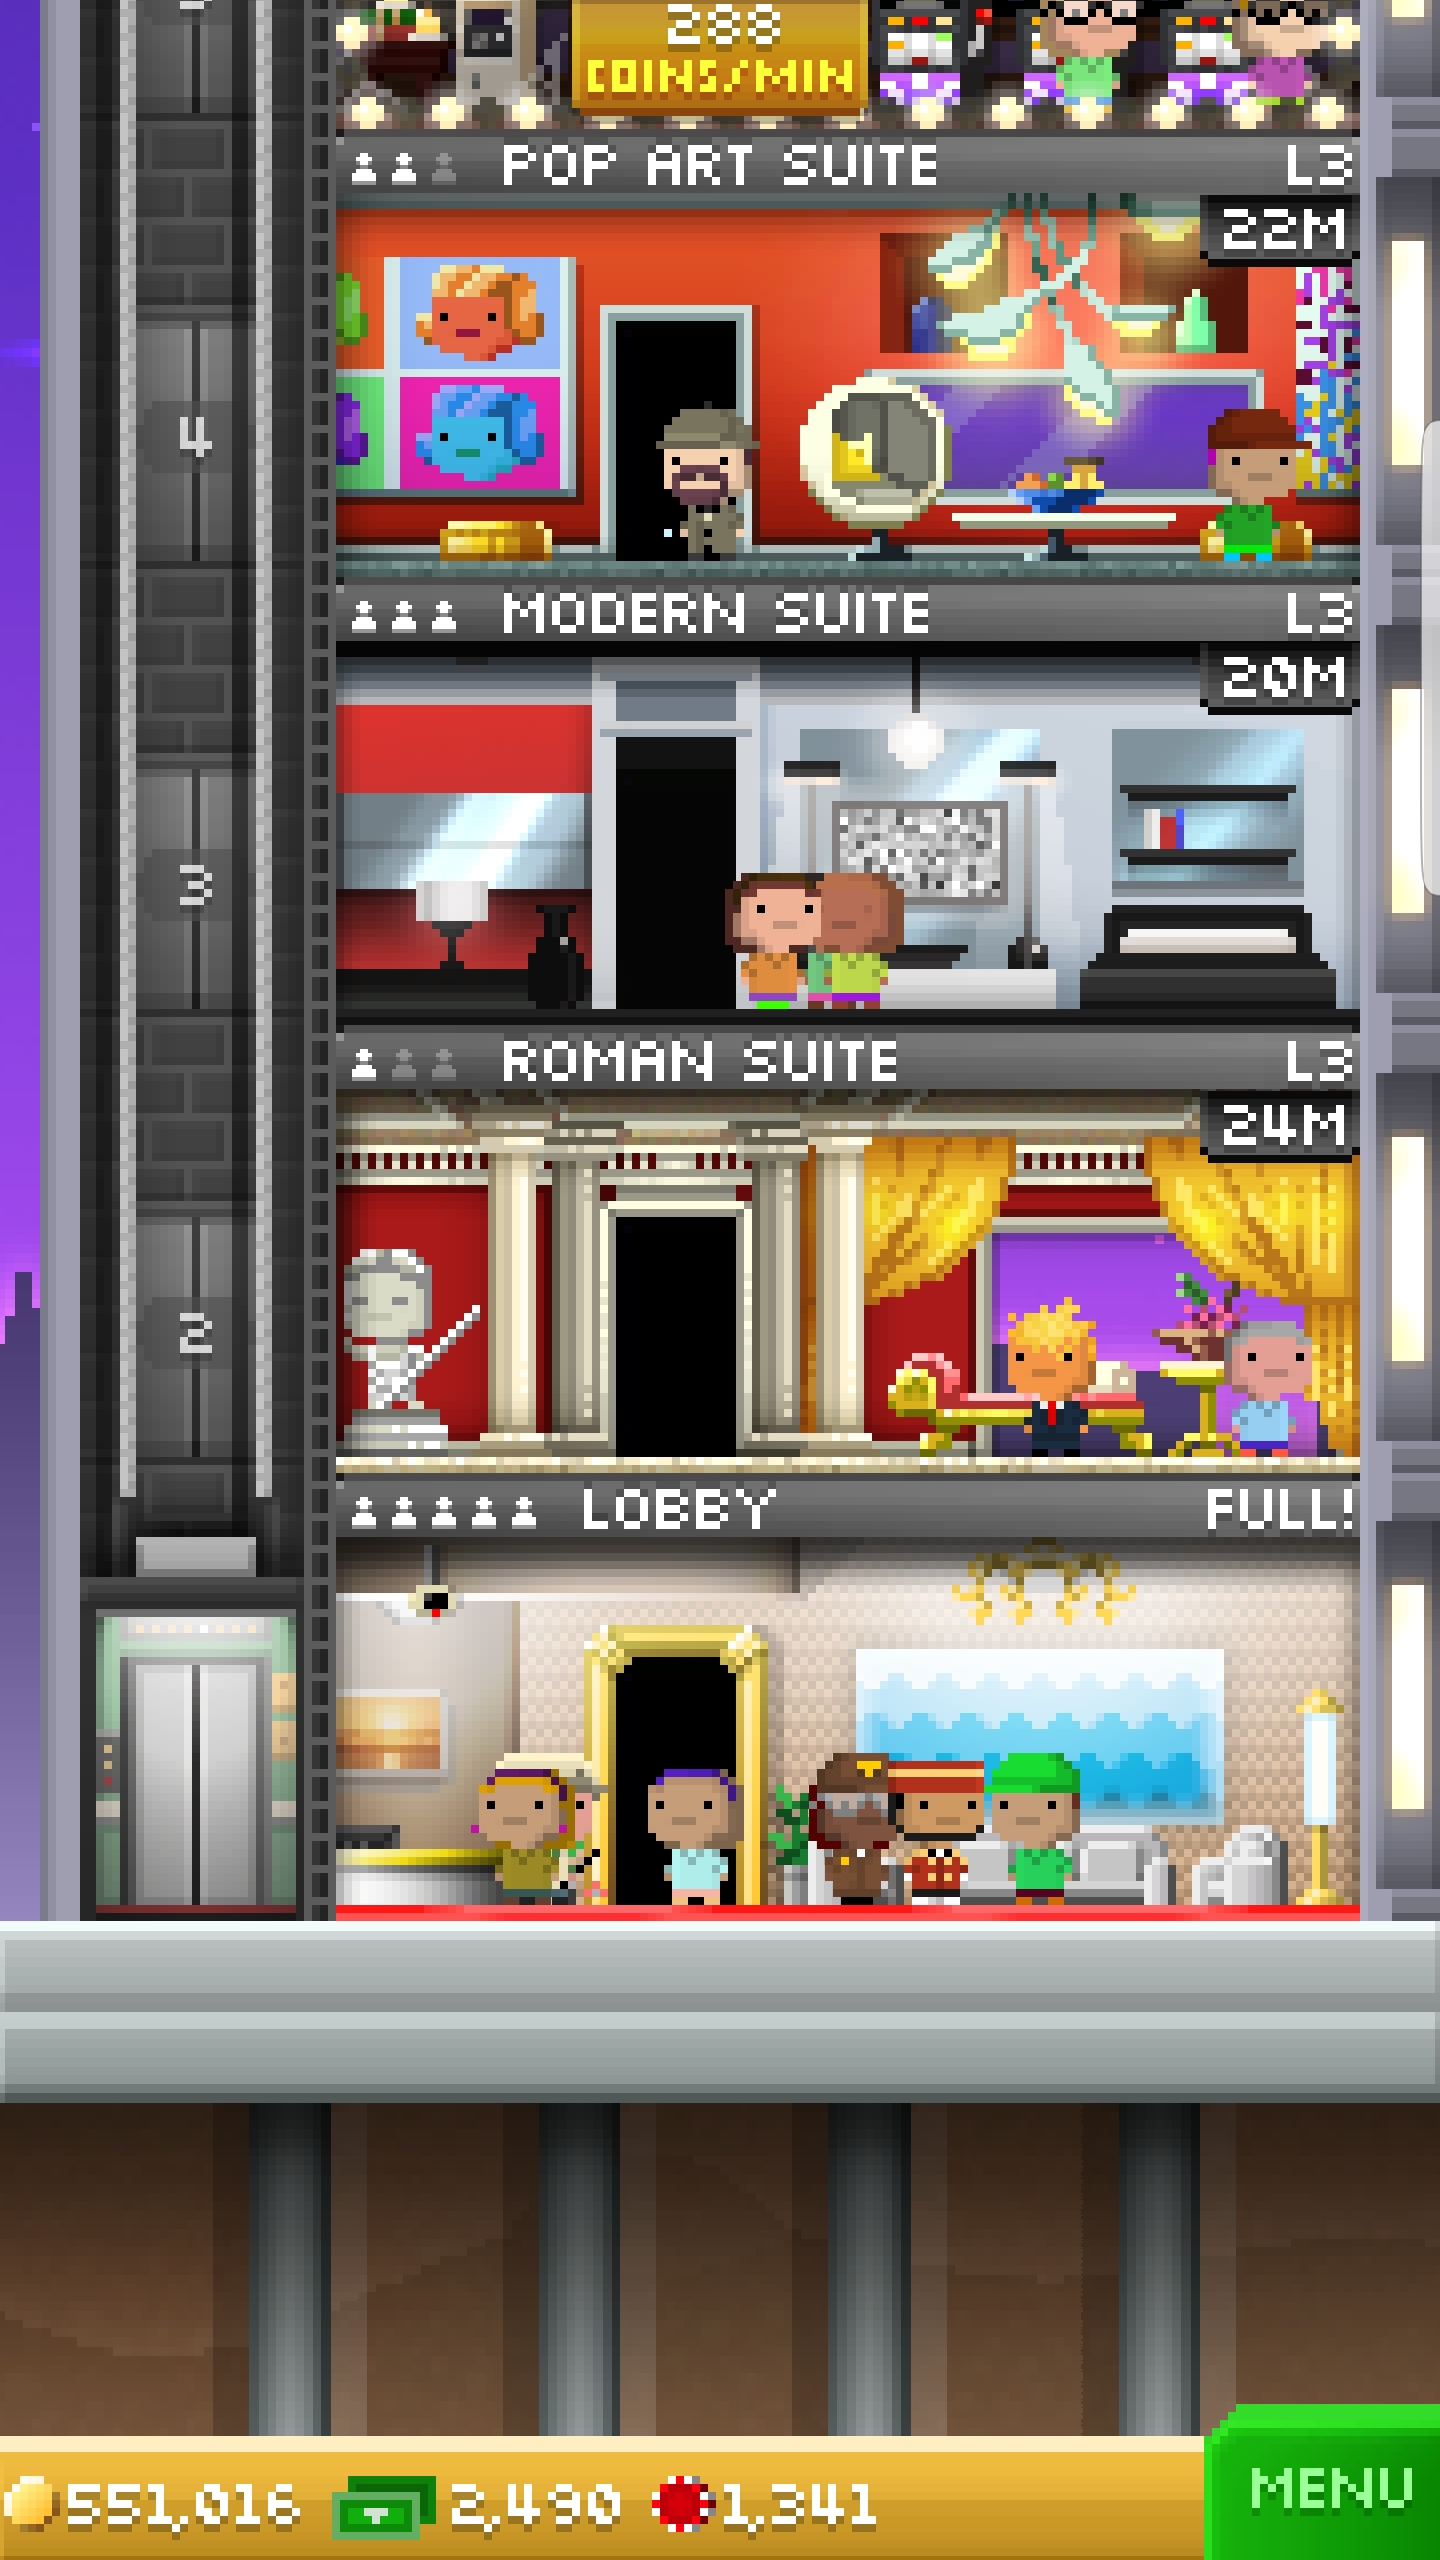 288
COINS/MIN
POP ART SUITE L3
22M
4
MODERN SUITE L3
20M
3
ROMAN SUITE L3
24M
2
LOBBY FULL!
551,016 2,490 1,341
MENU